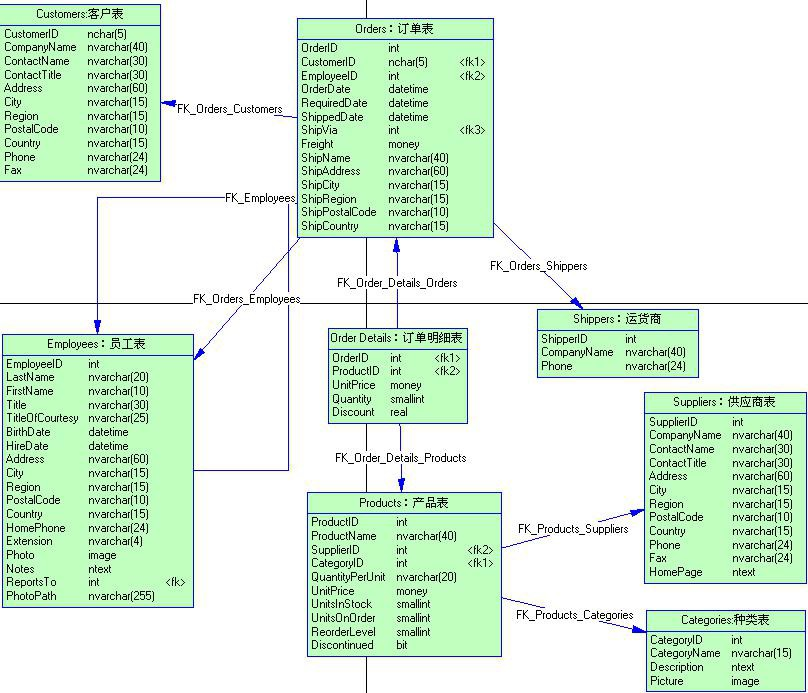 Customers:客户表
CustomerID nchar(5)
CompanyName nvarchar(40)
ContactName nvarchar(30)
ContactTitle nvarchar(30)
Address nvarchar(60)
City nvarchar(15)
Region nvarchar(15)
PostalCode nvarchar(10)
Country nvarchar(15)
Phone nvarchar(24)
Fax nvarchar(24)
FK_Orders_Customers
Orders：订单表
OrderID int
CustomerID nchar(5) <fk1>
EmployeeID int <fk2>
OrderDate datetime
RequiredDate datetime
ShippedDate datetime
ShipVia int <fk3>
Freight money
ShipName nvarchar(40)
ShipAddress nvarchar(60)
ShipCity nvarchar(15)
ShipRegion nvarchar(15)
ShipPostalCode nvarchar(10)
ShipCountry nvarchar(15)
FK_Employees
FK_Orders_Shippers
FK_Order_Details_Orders
FK_Orders_Employees
Shippers：运货商
ShipperID int
CompanyName nvarchar(40)
Phone nvarchar(24)
Employees：员工表
EmployeeID int
LastName nvarchar(20)
FirstName nvarchar(10)
Title nvarchar(30)
TitleOfCourtesy nvarchar(25)
BirthDate datetime
HireDate datetime
Address nvarchar(60)
City nvarchar(15)
Region nvarchar(15)
PostalCode nvarchar(10)
Country nvarchar(15)
HomePhone nvarchar(24)
Extension nvarchar(4)
Photo image
Notes ntext
ReportsTo int <fk>
PhotoPath nvarchar(255)
Order Details：订单明细表
OrderID int <fk1>
ProductID int <fk2>
UnitPrice money
Quantity smallint
Discount real
FK_Order_Details_Products
Suppliers：供应商表
SupplierID int
CompanyName nvarchar(40)
ContactName nvarchar(30)
ContactTitle nvarchar(30)
Address nvarchar(60)
City nvarchar(15)
Region nvarchar(15)
PostalCode nvarchar(10)
Country nvarchar(15)
Phone nvarchar(24)
Fax nvarchar(24)
HomePage ntext
Products：产品表
ProductID int
ProductName nvarchar(40)
SupplierID int <fk2>
CategoryID int <fk1>
QuantityPerUnit nvarchar(20)
UnitPrice money
UnitsInStock smallint
UnitsOnOrder smallint
ReorderLevel smallint
Discontinued bit
FK_Products_Suppliers
FK_Products_Categories
Categories:种类表
CategoryID int
CategoryName nvarchar(15)
Description ntext
Picture image